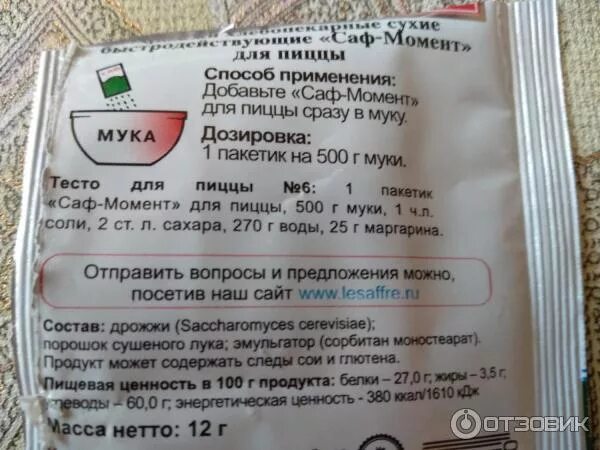 хлебопекарные сухие
быстродействующие «Саф-Момент»
для пиццы
Способ применения:
Добавьте «Саф-Момент»
для пиццы сразу в муку.
МУКА
Дозировка:
1 пакетик на 500 г муки.
Тесто для пиццы №6: 1 пакетик
«Саф-Момент» для пиццы, 500 г муки, 1 ч.л.
соли, 2 ст. л. сахара, 270 г воды, 25 г маргарина.
Отправить вопросы и предложения можно,
посетив наш сайт www.lesaffre.ru
Состав: дрожжи (Saccharomyces cerevisiae);
порошок сушеного лука; эмульгатор (сорбитан моностеарат).
Продукт может содержать следы сои и глютена.
Пищевая ценность в 100 г продукта: белки – 27,0 г; жиры – 3,5 г;
углеводы – 60,0 г; энергетическая ценность - 380 ккал/1610 кДж
Масса нетто: 12 г
ОТЗОВИК